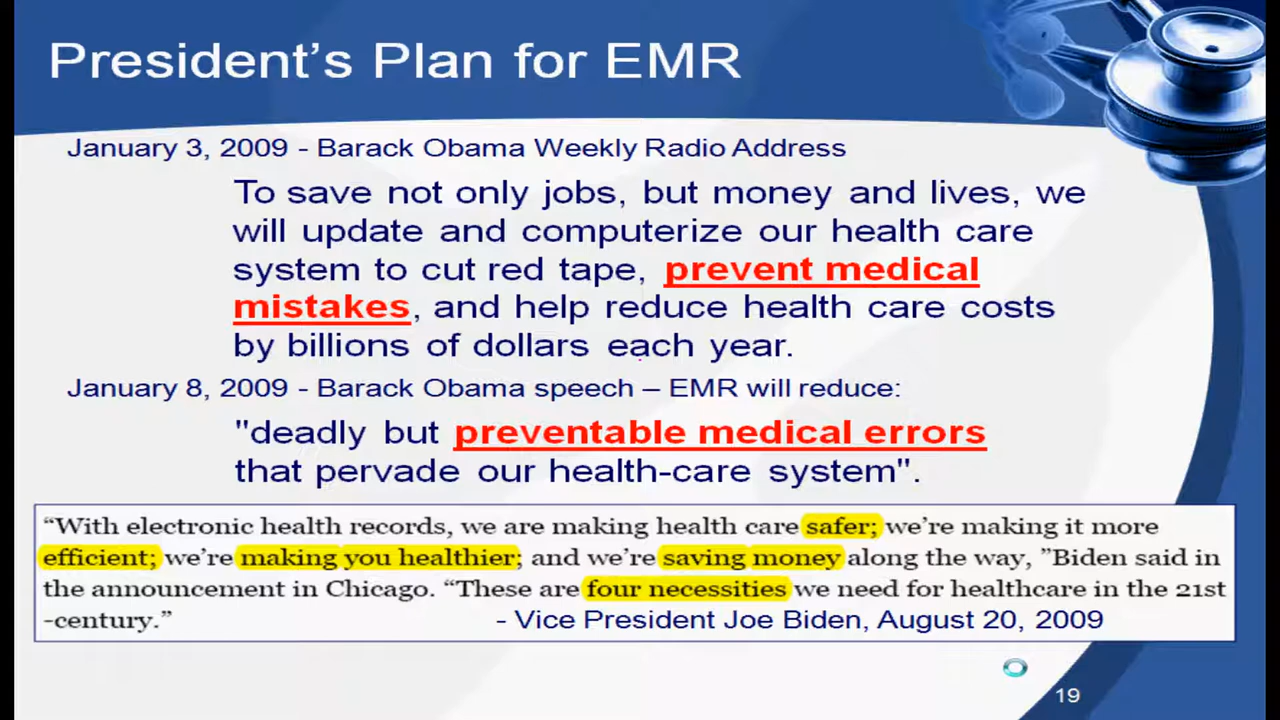 President's Plan for EMR
January 3, 2009 - Barack Obama Weekly Radio Address
To save not only jobs, but money and lives, we
will update and computerize our health care
system to cut red tape, prevent medical
mistakes, and help reduce health care costs
by billions of dollars each year.
January 8, 2009 - Barack Obama speech – EMR will reduce:
"deadly but preventable medical errors
that pervade our health-care system".
“With electronic health records, we are making health care safer; we’re making it more
efficient; we’re making you healthier; and we’re saving money along the way, ”Biden said in
the announcement in Chicago. “These are four necessities we need for healthcare in the 21st
-century.” - Vice President Joe Biden, August 20, 2009
19